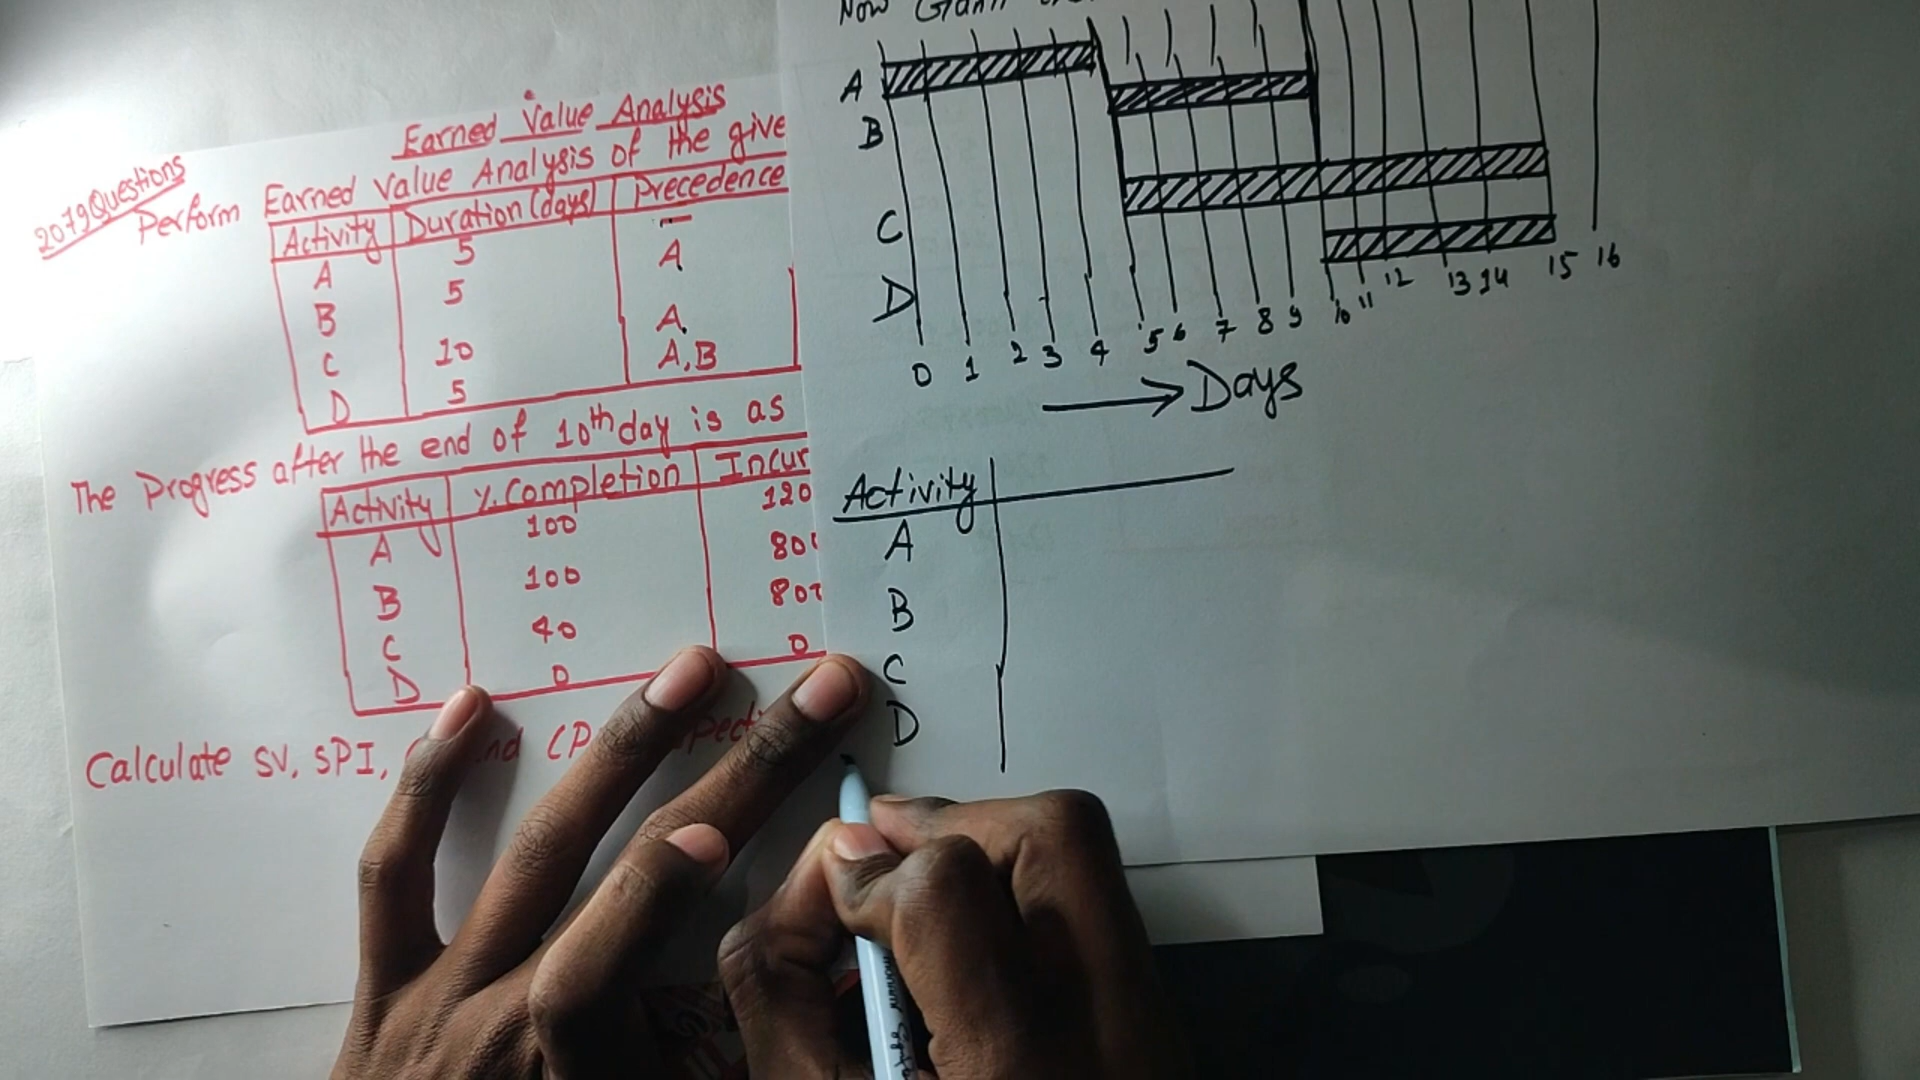 Earned Value Analysis
2079 Questions
Perform Earned Value Analysis of the give
Activity Duration (days) Precedence
A 5 —
B 5 A
C 10 A
D 5 A,B
The Progress after the end of 10th day is as
Activity %. Completion Incur
A 100 120
B 100 80
C 40 80
D 0 0
Calculate SV, SPI,
Now
A
B
C
D
0 1 2 3 4 5 6 7 8 9 10 11 12 13 14 15 16
→ Days
Activity
A
B
C
D